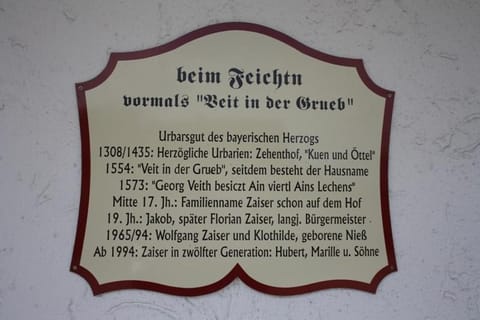 beim Feichtn
vormals "Veit in der Grueb"
Urbarsgut des bayerischen Herzogs
1308/1435: Herzögliche Urbarien: Zehenthof, "Kuen und Öttel"
1554: "Veit in der Grueb", seitdem besteht der Hausname
1573: "Georg Veith besiczt Ain viertl Ains Lechens"
Mitte 17. Jh.: Familienname Zaiser schon auf dem Hof
19. Jh.: Jakob, später Florian Zaiser, langj. Bürgermeister
1965/94: Wolfgang Zaiser und Klothilde, geborene Nieß
Ab 1994: Zaiser in zwölfter Generation: Hubert, Marille u. Söhne